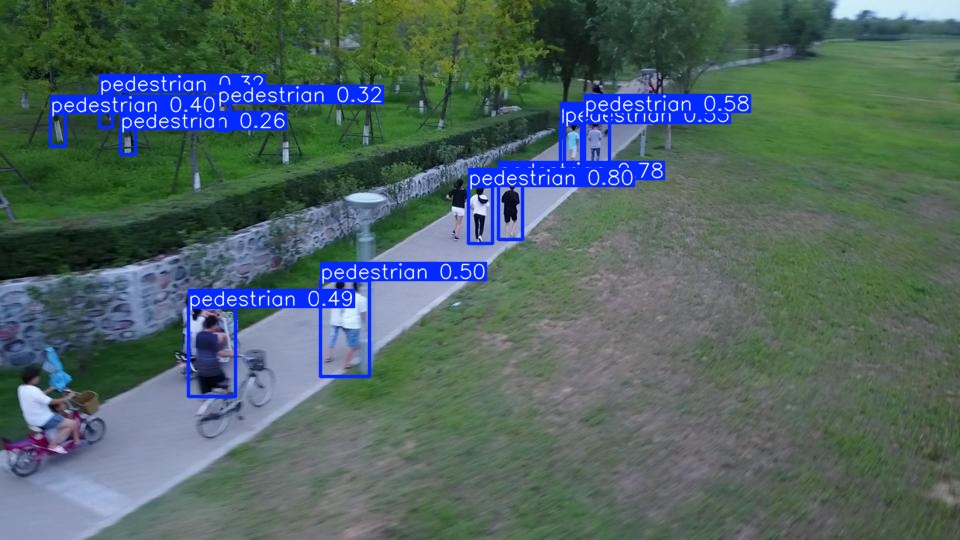 pedestrian 0.32
pedestrian 0.40
pedestrian 0.32
pedestrian 0.26
pedestrian 0.58
pedestrian 0.80
0.78
pedestrian 0.50
pedestrian 0.49